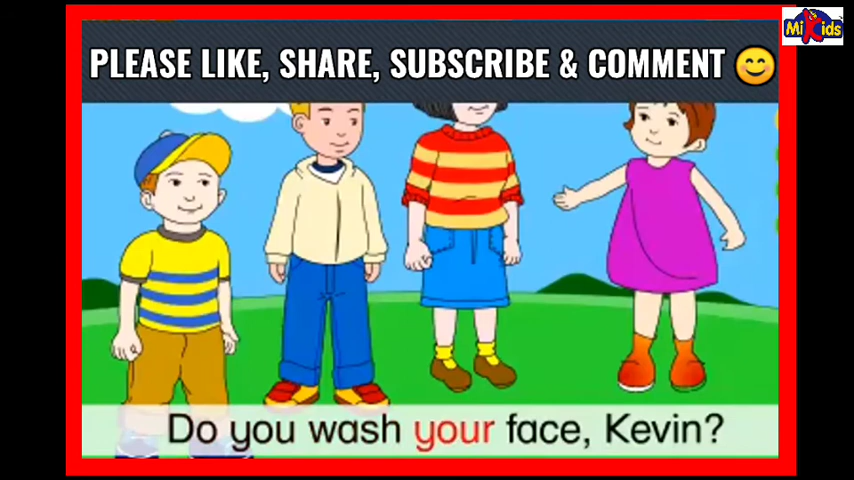 PLEASE LIKE, SHARE, SUBSCRIBE & COMMENT 😊
MiKids
Do you wash your face, Kevin?